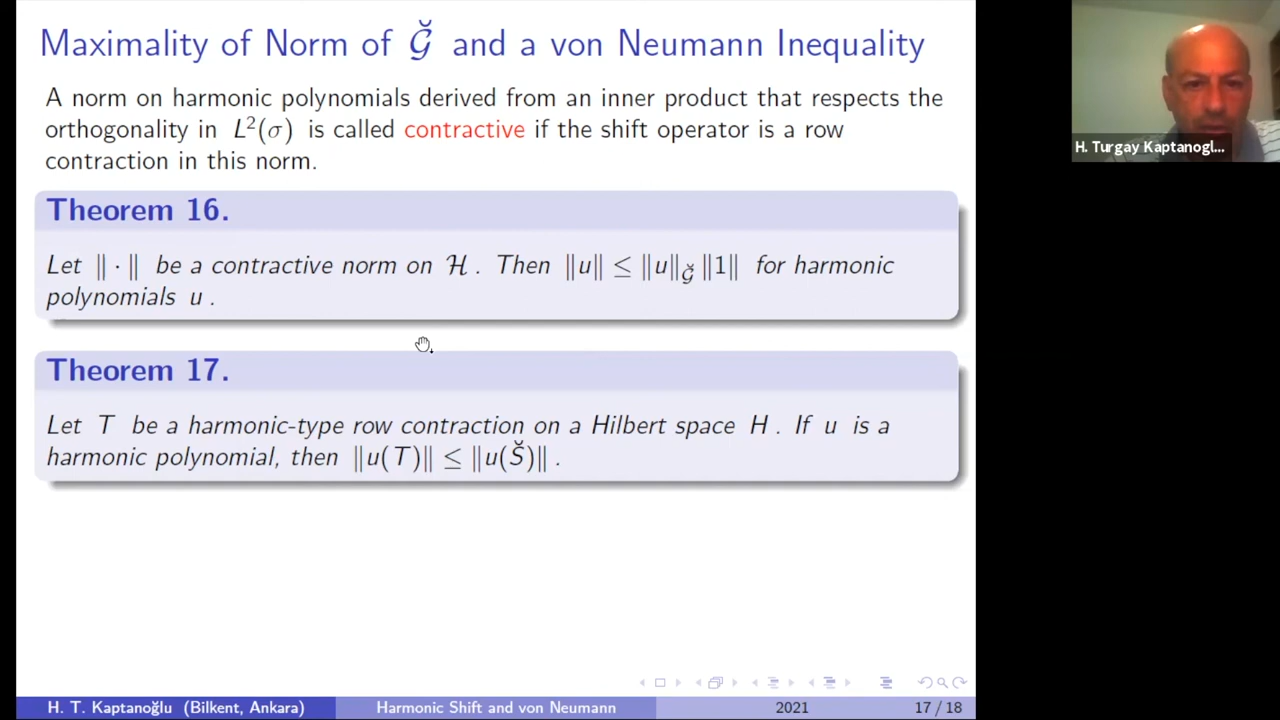 Maximality of Norm of 𝒢̆ and a von Neumann Inequality
A norm on harmonic polynomials derived from an inner product that respects the
orthogonality in L²(σ) is called contractive if the shift operator is a row
contraction in this norm.
Theorem 16.
Let ‖ · ‖ be a contractive norm on ℋ . Then ‖u‖ ≤ ‖u‖_𝒢̆ ‖1‖ for harmonic
polynomials u .
Theorem 17.
Let T be a harmonic-type row contraction on a Hilbert space H . If u is a
harmonic polynomial, then ‖u(T)‖ ≤ ‖u(S̆)‖ .
H. T. Kaptanoğlu (Bilkent, Ankara) Harmonic Shift and von Neumann 2021 17 / 18
H. Turgay Kaptanogl...